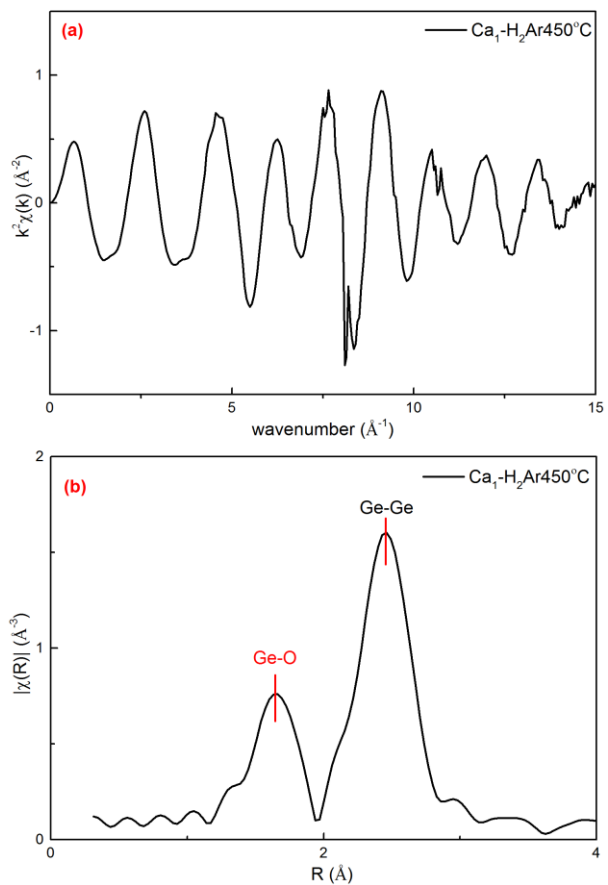 (a)
Ca₁-H₂Ar450°C
1
0
-1
k²χ(k) (Å⁻²)
0
5
10
15
wavenumber (Å⁻¹)
(b)
Ca₁-H₂Ar450°C
Ge-Ge
Ge-O
2
1
0
|χ(R)| (Å⁻³)
0
2
4
R (Å)